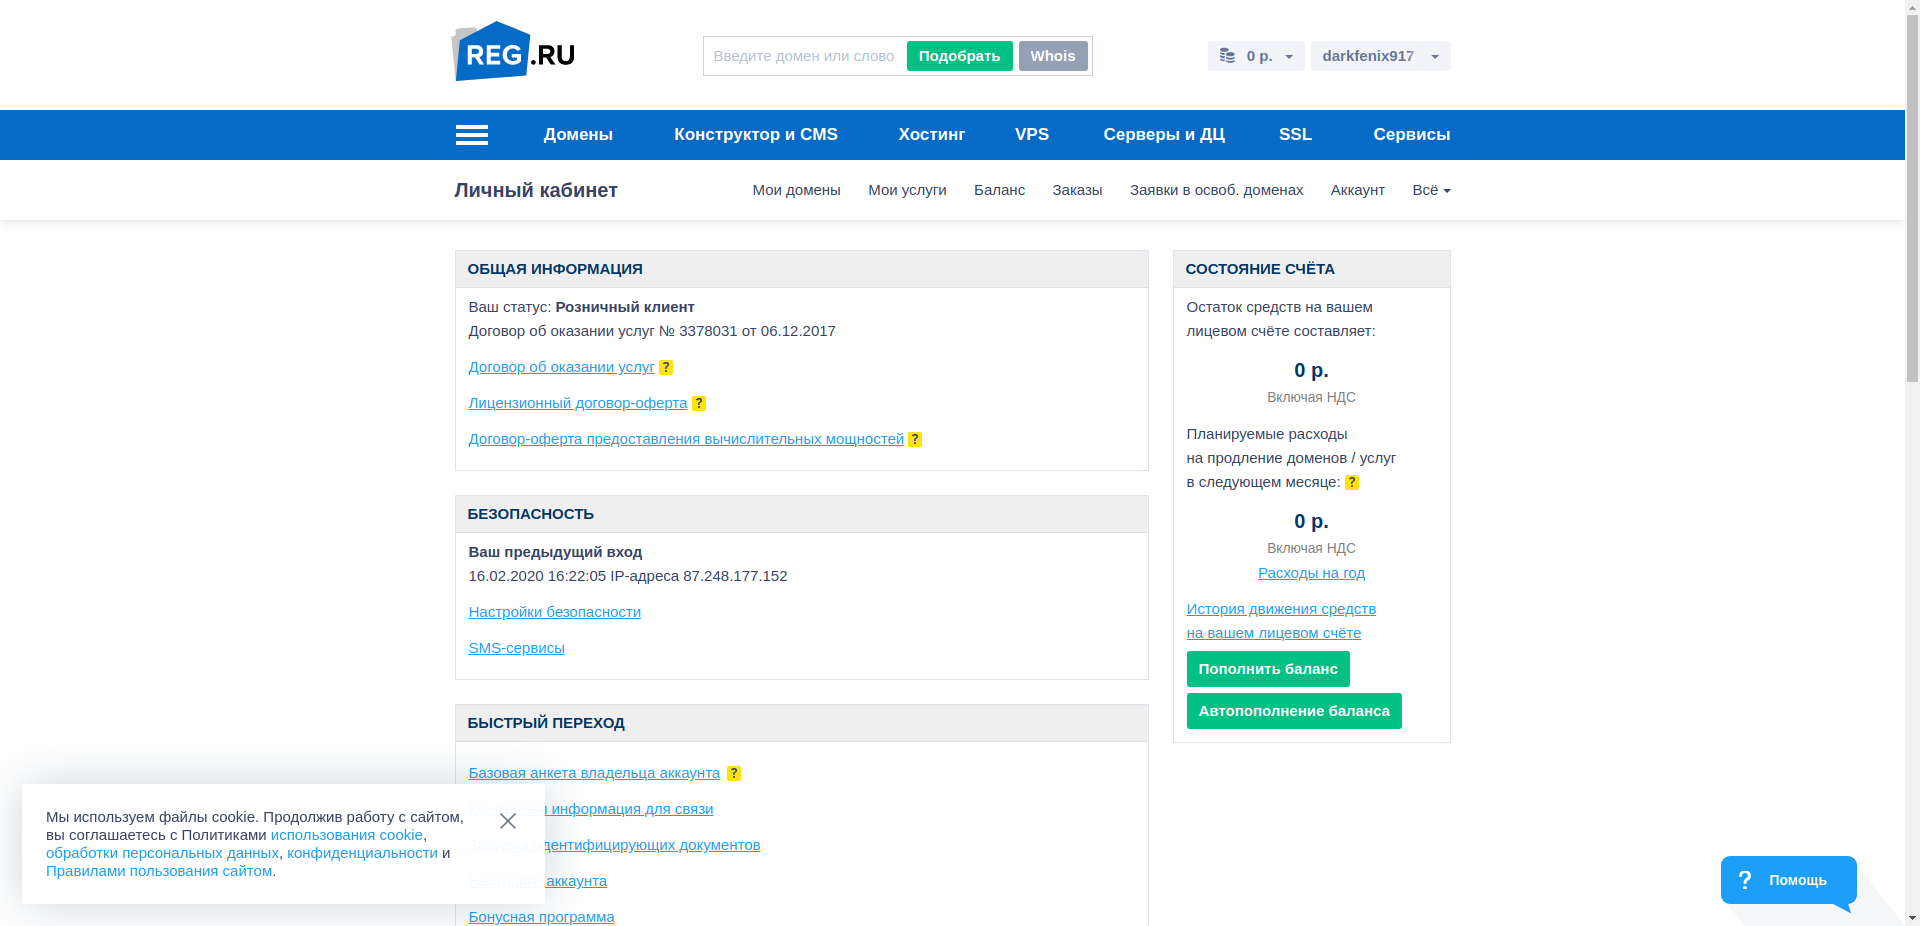 REG.RU
Введите домен или слово Подобрать Whois
0 р. darkfenix917
Домены Конструктор и CMS Хостинг VPS Серверы и ДЦ SSL Сервисы
Личный кабинет Мои домены Мои услуги Баланс Заказы Заявки в освоб. доменах Аккаунт Всё
ОБЩАЯ ИНФОРМАЦИЯ
Ваш статус: Розничный клиент
Договор об оказании услуг № 3378031 от 06.12.2017
Договор об оказании услуг ?
Лицензионный договор-оферта ?
Договор-оферта предоставления вычислительных мощностей ?
БЕЗОПАСНОСТЬ
Ваш предыдущий вход
16.02.2020 16:22:05 IP-адреса 87.248.177.152
Настройки безопасности
SMS-сервисы
БЫСТРЫЙ ПЕРЕХОД
Базовая анкета владельца аккаунта ?
информация для связи
идентифицирующих документов
Настройки аккаунта
Бонусная программа
СОСТОЯНИЕ СЧЁТА
Остаток средств на вашем
лицевом счёте составляет:
0 р.
Включая НДС
Планируемые расходы
на продление доменов / услуг
в следующем месяце: ?
0 р.
Включая НДС
Расходы на год
История движения средств
на вашем лицевом счёте
Пополнить баланс
Автопополнение баланса
Мы используем файлы cookie. Продолжив работу с сайтом,
вы соглашаетесь с Политиками использования cookie,
обработки персональных данных, конфиденциальности и
Правилами пользования сайтом.
? Помощь